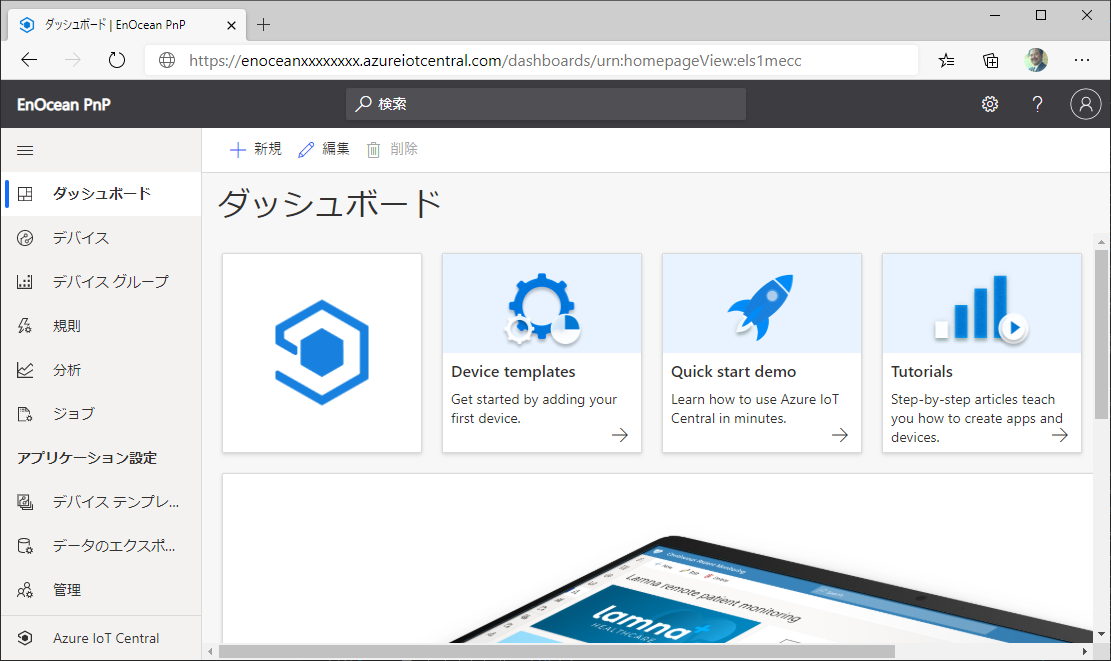 ダッシュボード | EnOcean PnP
https://enoceanxxxxxxxx.azureiotcentral.com/dashboards/urn:homepageView:els1mecc
EnOcean PnP
検索
新規
編集
削除
ダッシュボード
デバイス
デバイス グループ
規則
分析
ジョブ
アプリケーション設定
デバイス テンプレ...
データのエクスポ...
管理
Azure IoT Central
ダッシュボード
Device templates
Get started by adding your
first device.
Quick start demo
Learn how to use Azure IoT
Central in minutes.
Tutorials
Step-by-step articles teach
you how to create apps and
devices.
Continuous Patient Monitoring
Lamna remote patient monitoring
lamna
HEALTHCARE